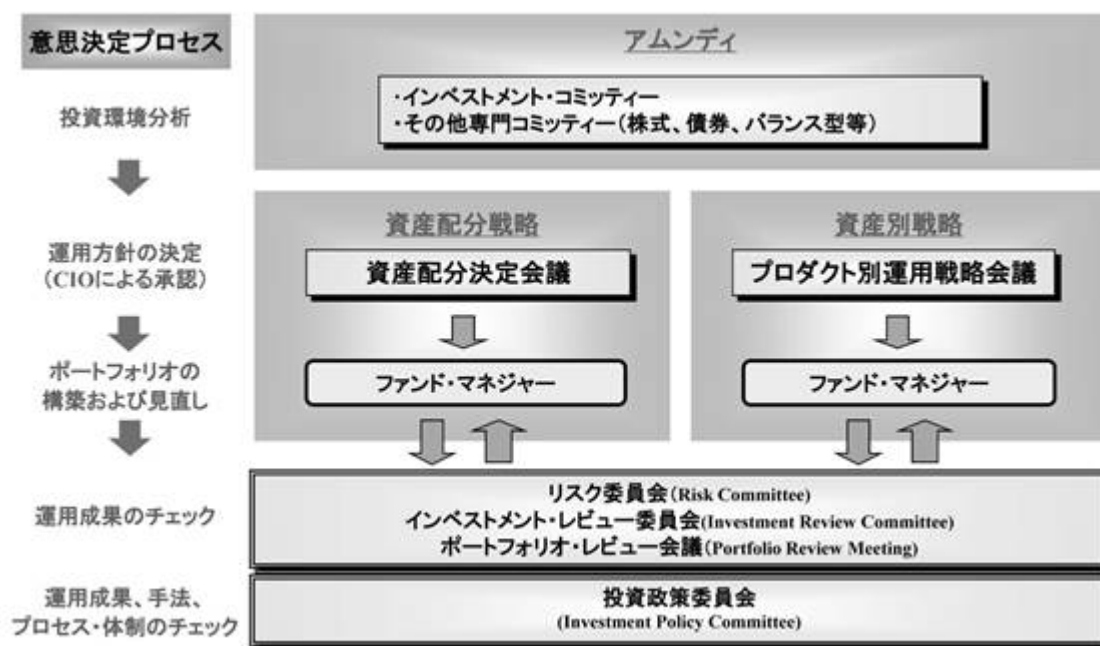 意思決定プロセス
アムンディ
投資環境分析
・インベストメント・コミッティー
・その他専門コミッティー(株式、債券、バランス型等)
運用方針の決定
(CIOによる承認)
資産配分戦略
資産配分決定会議
資産別戦略
プロダクト別運用戦略会議
ポートフォリオの
構築および見直し
ファンド・マネジャー
ファンド・マネジャー
運用成果のチェック
リスク委員会(Risk Committee)
インベストメント・レビュー委員会(Investment Review Committee)
ポートフォリオ・レビュー会議(Portfolio Review Meeting)
運用成果、手法、
プロセス・体制のチェック
投資政策委員会
(Investment Policy Committee)